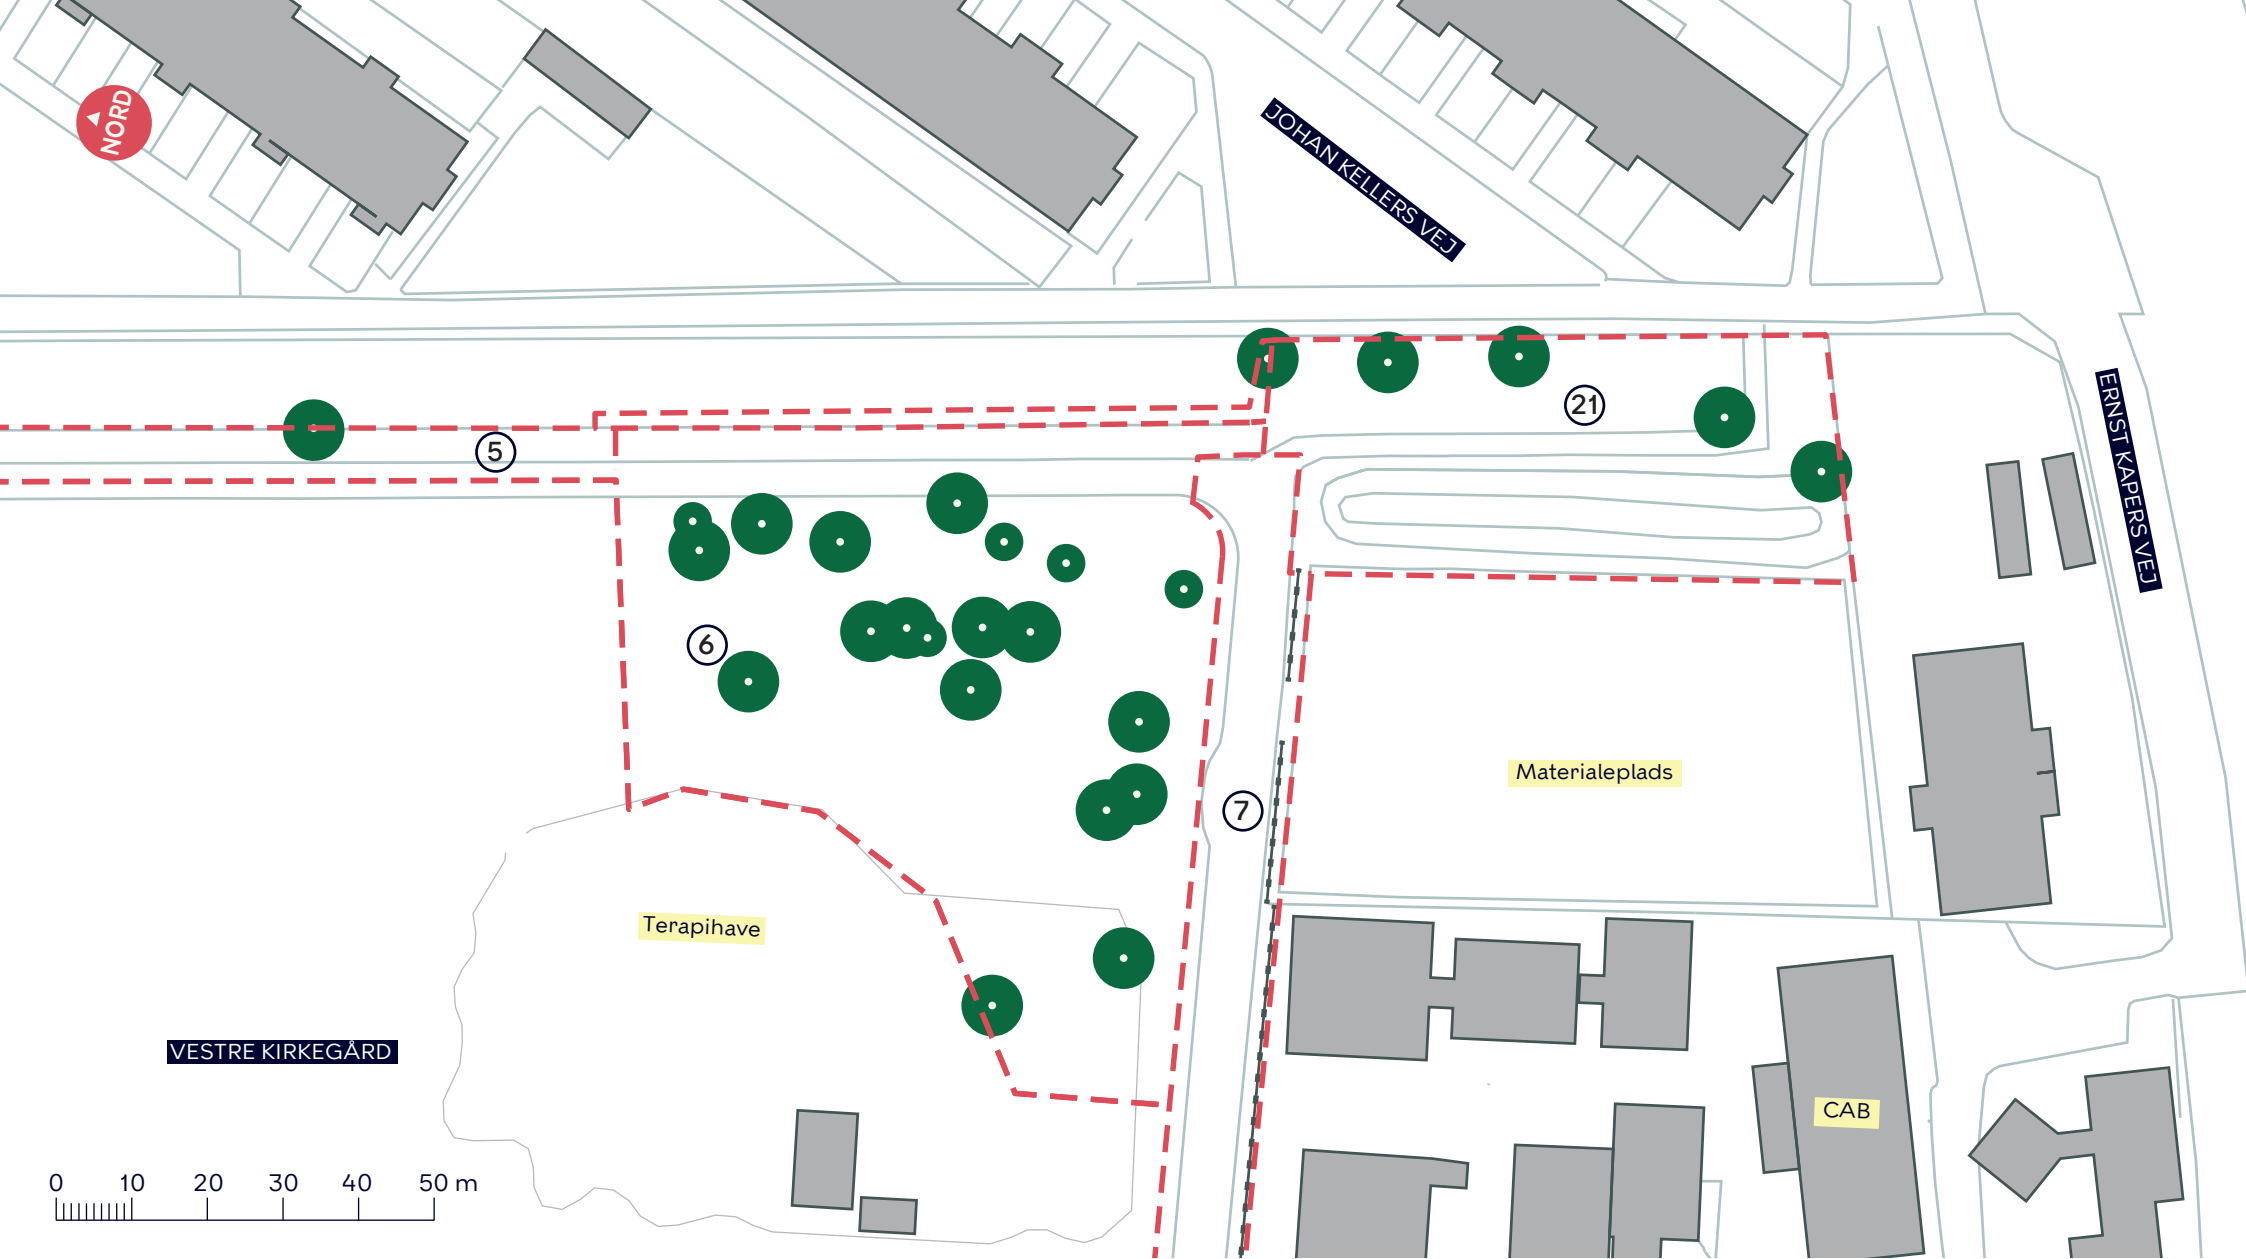 NORD
JOHAN KELLERS VEJ
ERNST KAPERS VEJ
21
5
6
7
Materialeplads
Terapihave
VESTRE KIRKEGÅRD
CAB
0 10 20 30 40 50 m